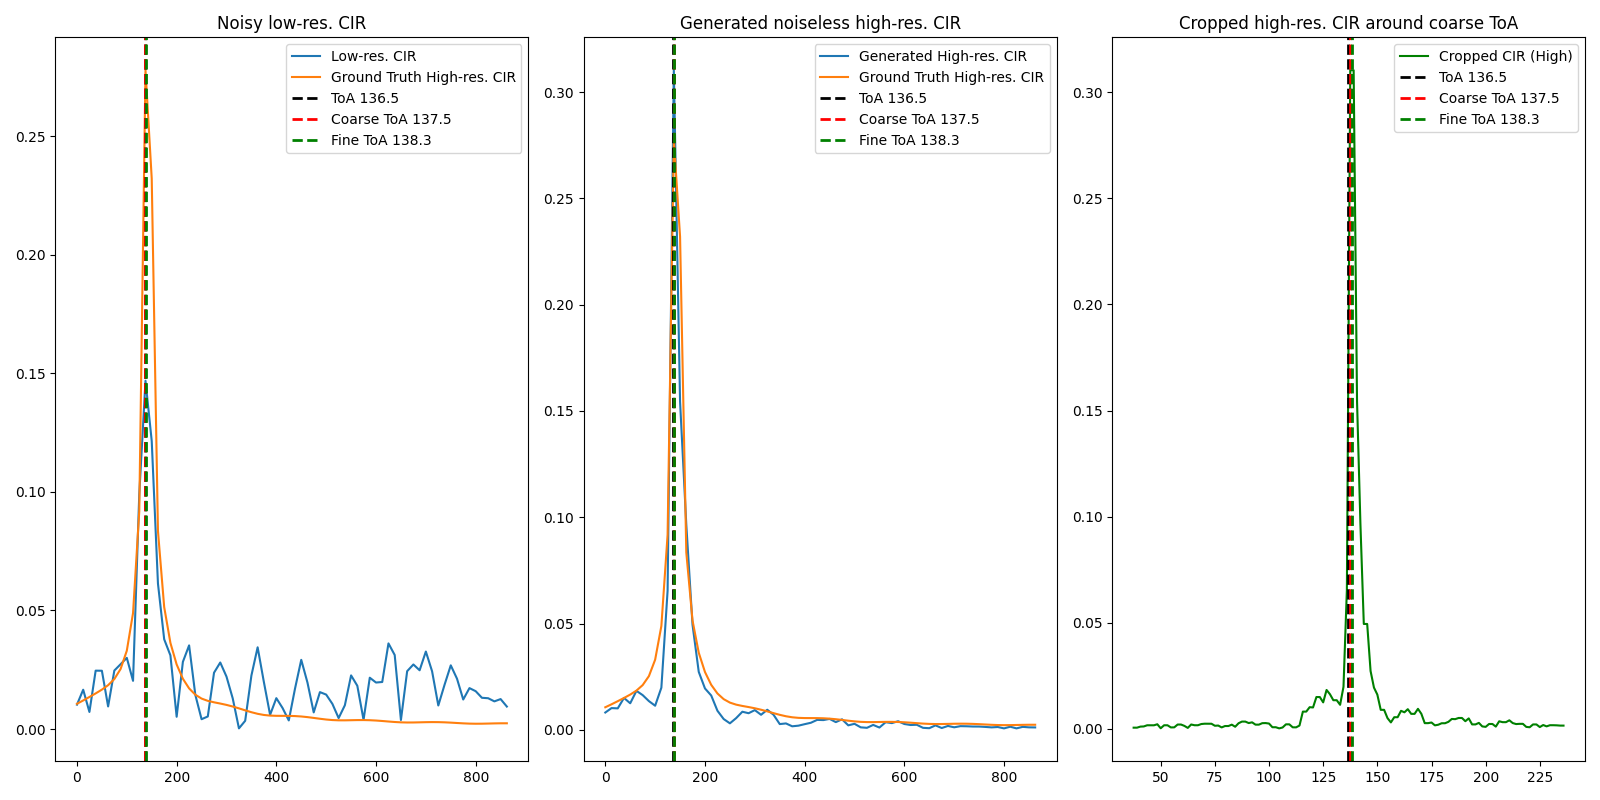 Noisy low-res. CIR
Low-res. CIR
Ground Truth High-res. CIR
ToA 136.5
Coarse ToA 137.5
Fine ToA 138.3
0.25
0.20
0.15
0.10
0.05
0.00
0 200 400 600 800
Generated noiseless high-res. CIR
Generated High-res. CIR
Ground Truth High-res. CIR
ToA 136.5
Coarse ToA 137.5
Fine ToA 138.3
0.30
0.25
0.20
0.15
0.10
0.05
0.00
0 200 400 600 800
Cropped high-res. CIR around coarse ToA
Cropped CIR (High)
ToA 136.5
Coarse ToA 137.5
Fine ToA 138.3
0.30
0.25
0.20
0.15
0.10
0.05
0.00
50 75 100 125 150 175 200 225